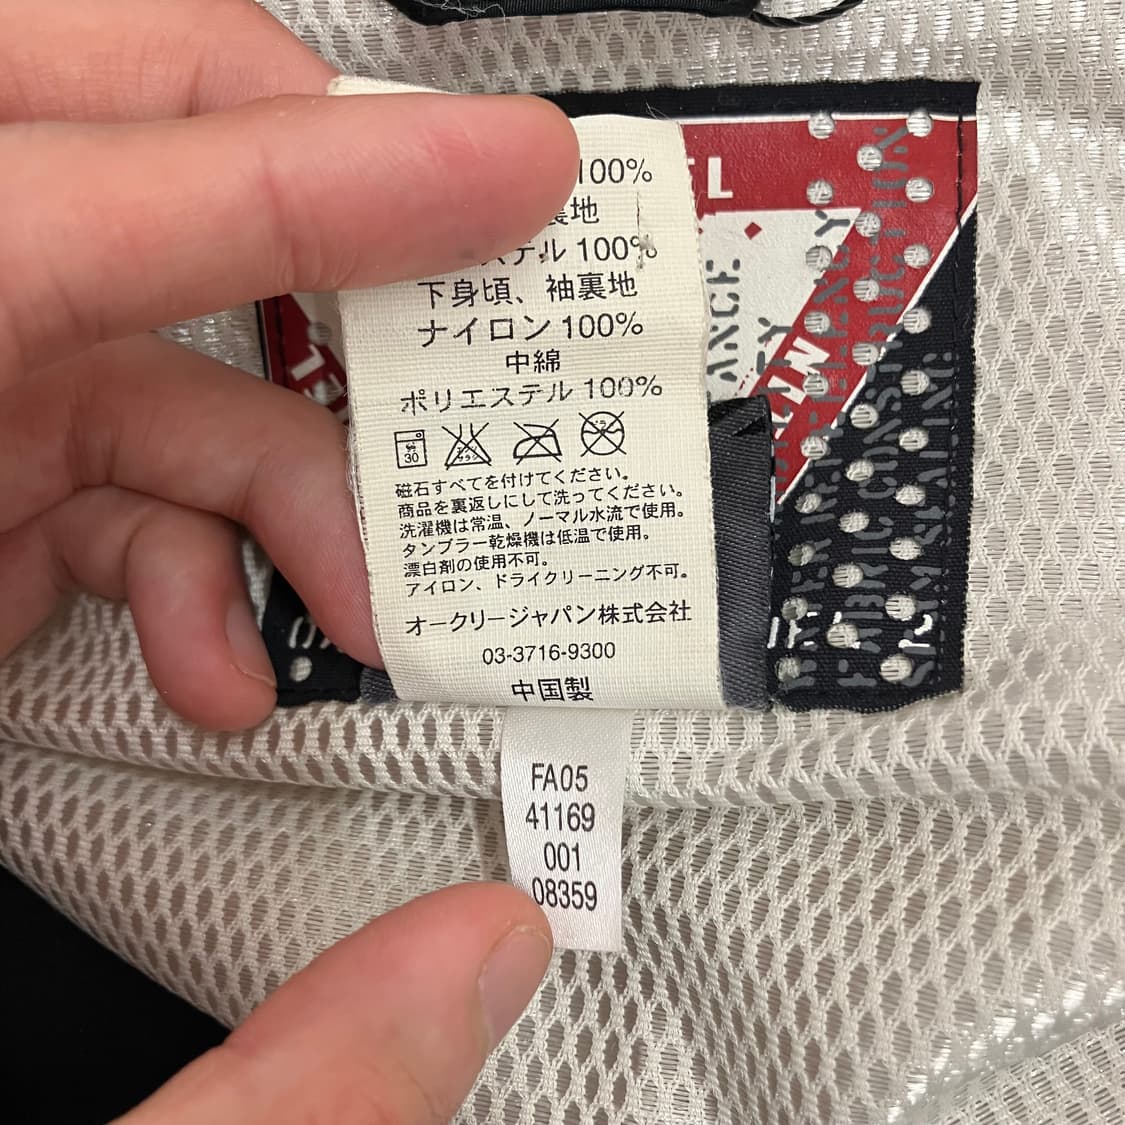 100%
裏地
ステル 100%
下身頃、袖裏地
ナイロン 100%
中綿
ポリエステル 100%
30
磁石すべてを付けてください。
商品を裏返しにして洗ってください。
洗濯機は常温、ノーマル水流で使用。
タンブラー乾燥機は低温で使用。
漂白剤の使用不可。
アイロン、ドライクリーニング不可。
オークリージャパン株式会社
03-3716-9300
中国製
FA05
41169
001
08359